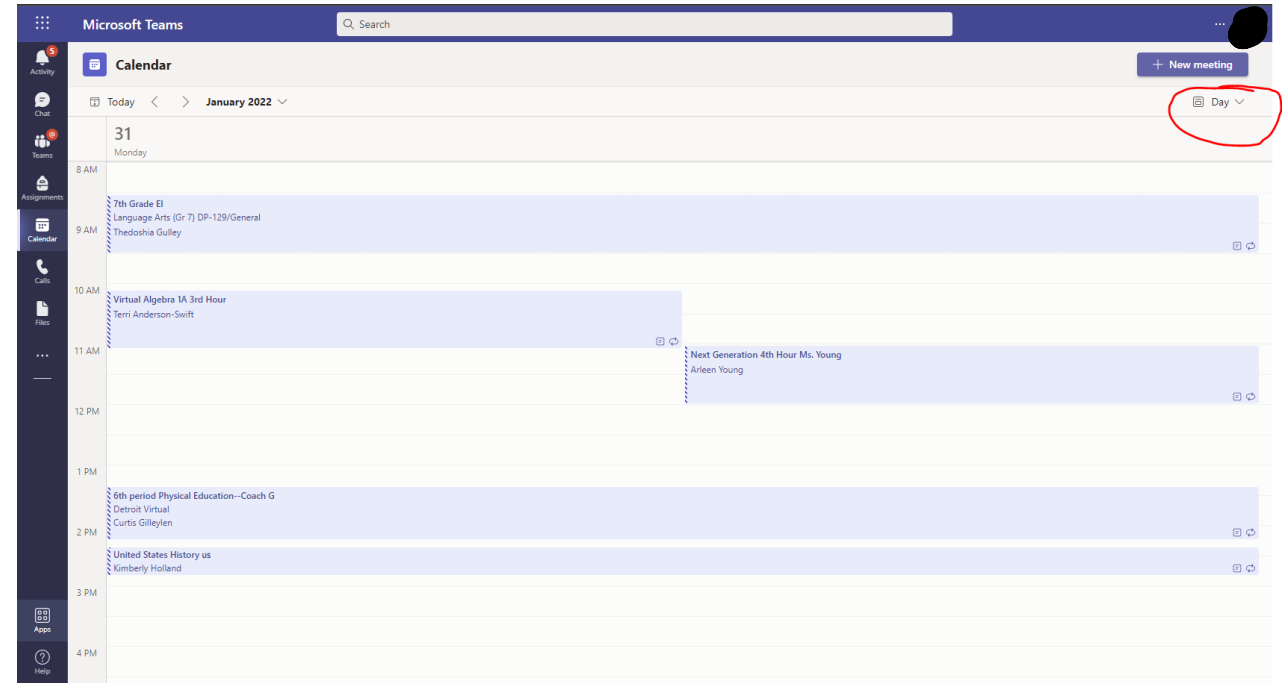 Microsoft Teams
Search
...
5
Activity
Calendar
+ New meeting
Chat
Today
January 2022
Day
@
Teams
31
Monday
Assignments
8 AM
7th Grade El
Language Arts (Gr 7) DP-129/General
Thedoshia Gulley
Calendar
9 AM
Calls
10 AM
Virtual Algebra 1A 3rd Hour
Terri Anderson-Swift
Files
11 AM
Next Generation 4th Hour Ms. Young
Arleen Young
...
12 PM
1 PM
6th period Physical Education--Coach G
Detroit Virtual
Curtis Gilleylen
2 PM
United States History us
Kimberly Holland
3 PM
Apps
4 PM
Help